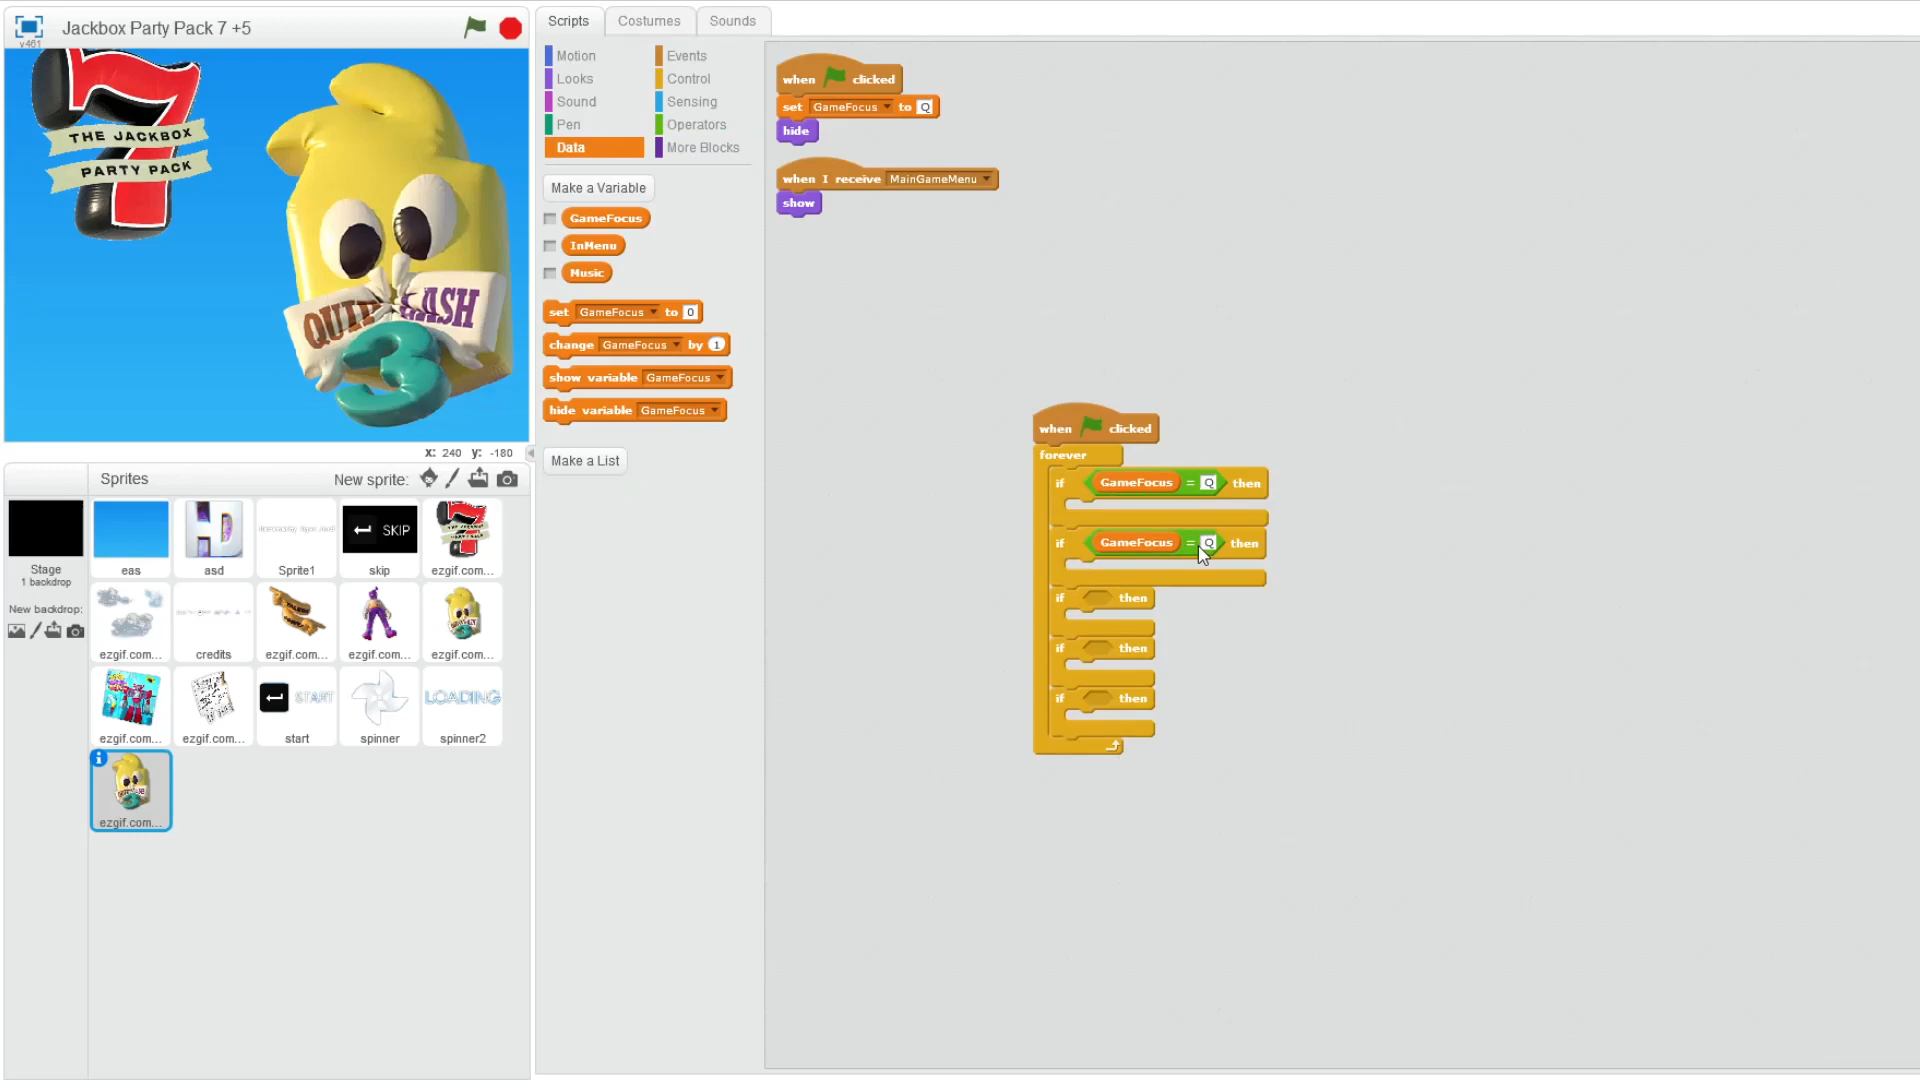 Jackbox Party Pack 7 +5
v461
THE JACKBOX
PARTY PACK
QUIPLASH
3
x: 240 y: -180
Sprites
New sprite:
Stage
1 backdrop
New backdrop:
eas
asd
Sprite1
SKIP
skip
ezgif.com...
ezgif.com...
credits
ezgif.com...
ezgif.com...
ezgif.com...
ezgif.com...
ezgif.com...
START
start
spinner
LOADING
spinner2
ezgif.com...
Scripts
Costumes
Sounds
Motion
Looks
Sound
Pen
Data
Events
Control
Sensing
Operators
More Blocks
Make a Variable
GameFocus
InMenu
Music
set GameFocus to 0
change GameFocus by 1
show variable GameFocus
hide variable GameFocus
Make a List
when clicked
set GameFocus to Q
hide
when I receive MainGameMenu
show
when clicked
forever
if GameFocus = Q then
if GameFocus = Q then
if then
if then
if then